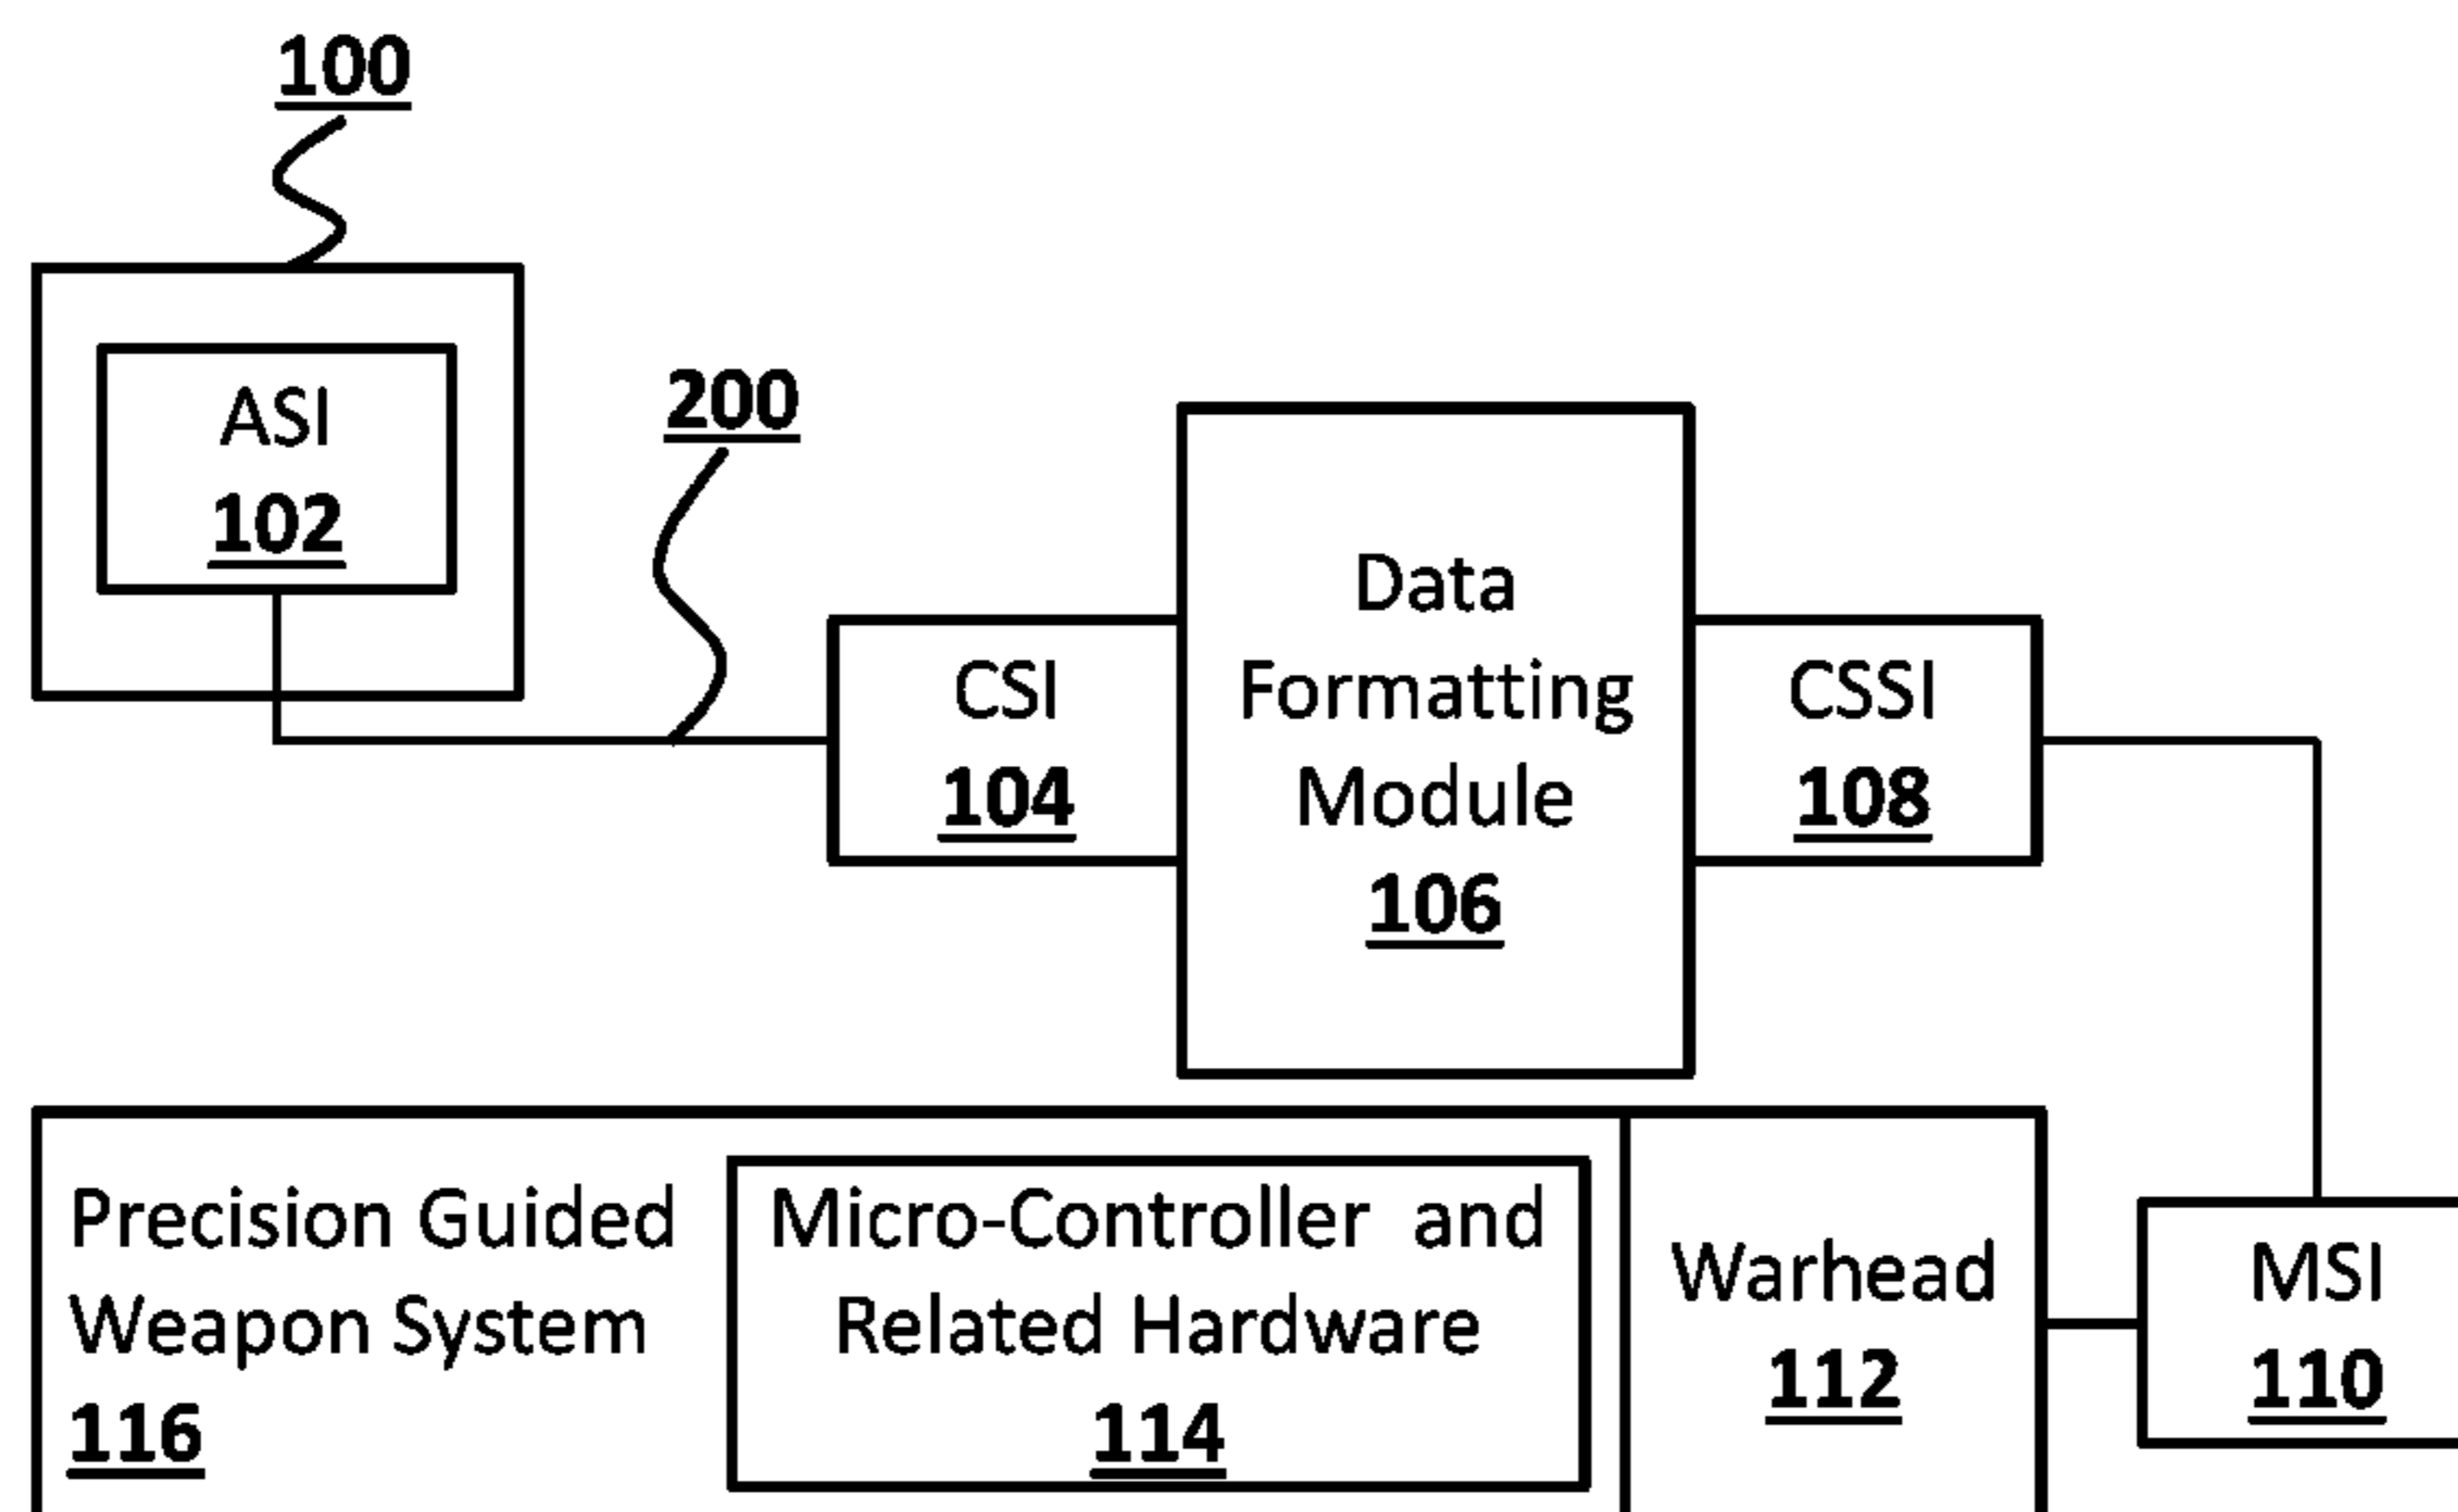 100
ASI
102
200
CSI
104
Data
Formatting
Module
106
CSSI
108
Precision Guided
Weapon System
116
Micro-Controller and
Related Hardware
114
Warhead
112
MSI
110